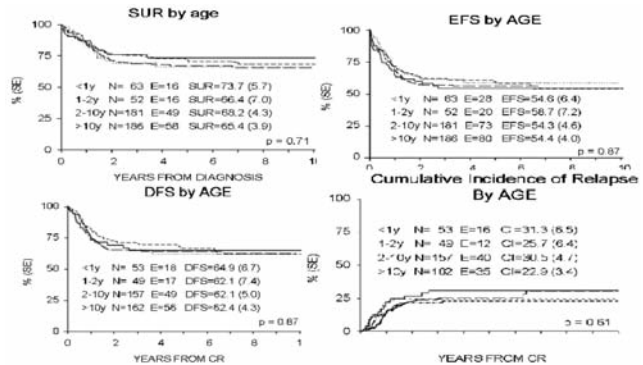 SUR by age
100
75
50
25
0
% (SE)
<1y N= 63 E=16 SUR=73.7 (5.7)
1-2y N= 52 E=16 SUR=66.4 (7.0)
2-10y N=181 E=49 SUR=68.2 (4.3)
>10y N=186 E=58 SUR=65.4 (3.9)
p = 0.71
0 2 4 6 8 10
YEARS FROM DIAGNOSIS
EFS by AGE
100
75
50
25
0
% (SE)
<1y N= 63 E=28 EFS=54.6 (6.4)
1-2y N= 52 E=20 EFS=58.7 (7.2)
2-10y N=181 E=73 EFS=54.3 (4.6)
>10y N=186 E=80 EFS=54.4 (4.0)
p = 0.87
0 2 4 6 8 10
DFS by AGE
100
75
50
25
0
% (SE)
<1y N= 53 E=18 DFS=64.9 (6.7)
1-2y N= 49 E=17 DFS=62.1 (7.4)
2-10y N=157 E=49 DFS=62.1 (5.0)
>10y N=162 E=56 DFS=62.4 (4.3)
p = 0.87
0 2 4 6 8 1
YEARS FROM CR
Cumulative Incidence of Relapse
By AGE
100
75
50
25
0
% (SE)
<1y N= 53 E=16 CI=31.3 (6.5)
1-2y N= 49 E=12 CI=25.7 (6.4)
2-10y N=157 E=40 CI=30.5 (4.7)
>10y N=162 E=35 CI=22.9 (3.4)
p = 0.61
YEARS FROM CR